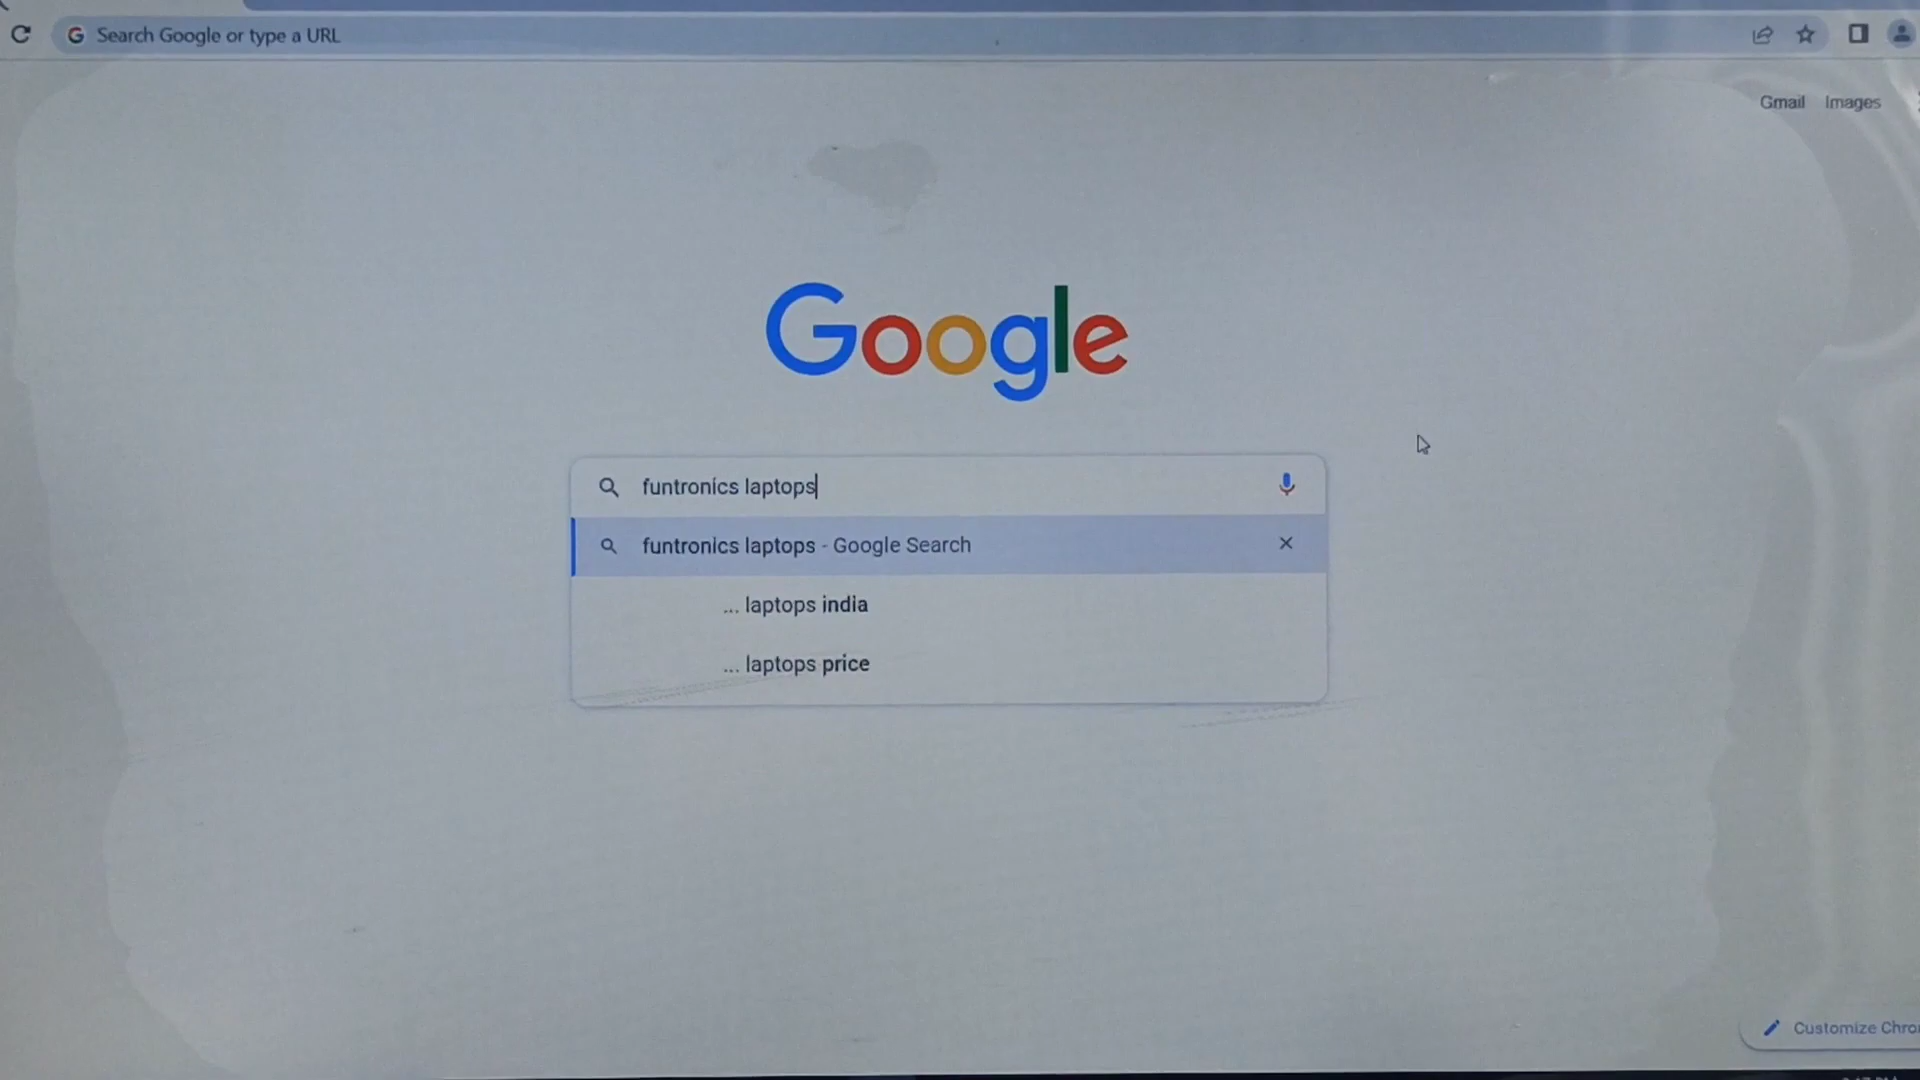 Search Google or type a URL
Gmail Images
Google
funtronics laptops
funtronics laptops - Google Search
... laptops india
... laptops price
Customize Chro